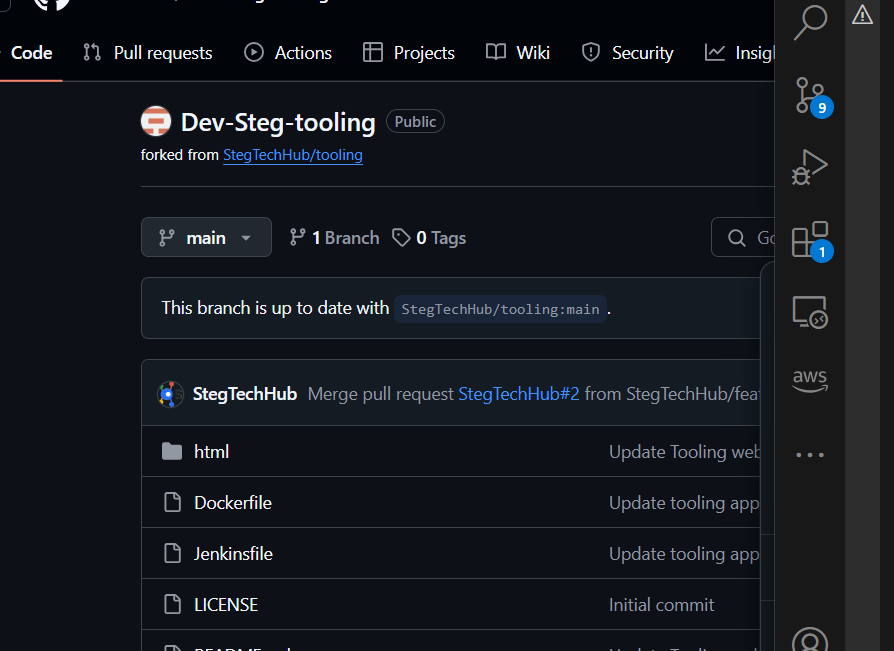 Code Pull requests Actions Projects Wiki Security Insigh
Dev-Steg-tooling Public
forked from StegTechHub/tooling
main 1 Branch 0 Tags Go
This branch is up to date with StegTechHub/tooling:main .
StegTechHub Merge pull request StegTechHub#2 from StegTechHub/feat
html Update Tooling web
Dockerfile Update tooling app
Jenkinsfile Update tooling app
LICENSE Initial commit
9
1
aws